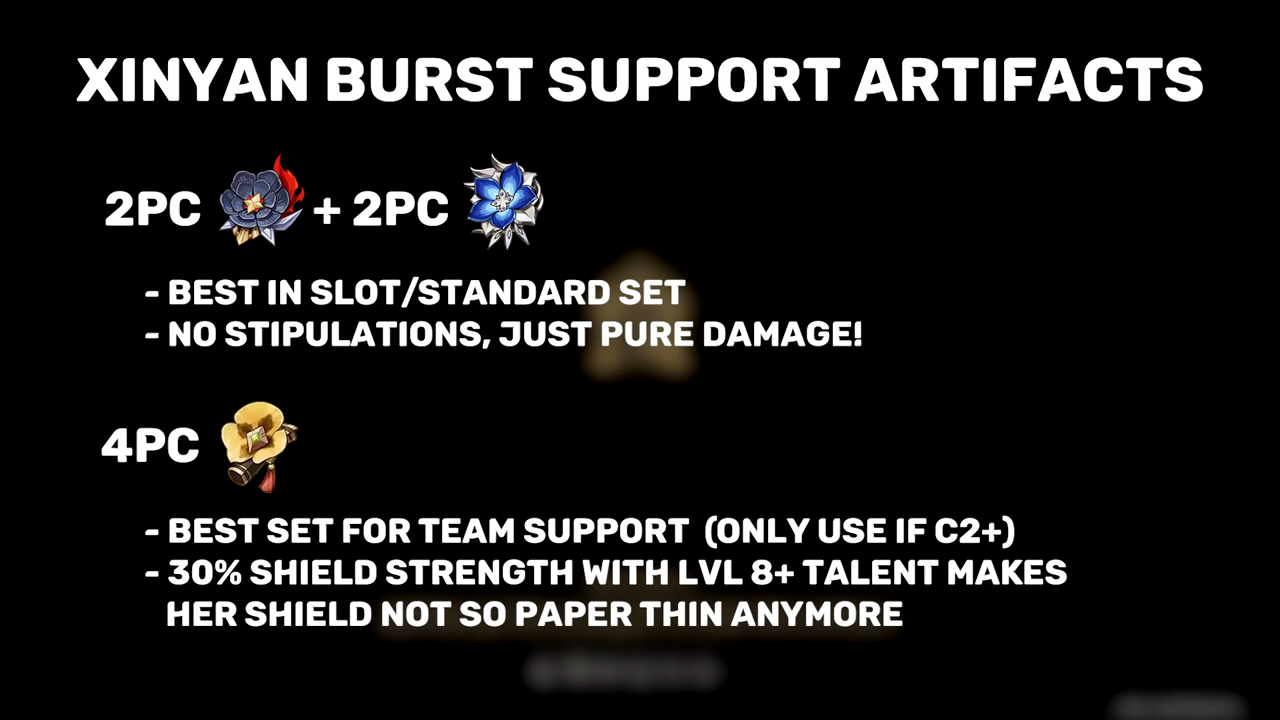 XINYAN BURST SUPPORT ARTIFACTS
2PC + 2PC
- BEST IN SLOT/STANDARD SET
- NO STIPULATIONS, JUST PURE DAMAGE!
4PC
- BEST SET FOR TEAM SUPPORT (ONLY USE IF C2+)
- 30% SHIELD STRENGTH WITH LVL 8+ TALENT MAKES
HER SHIELD NOT SO PAPER THIN ANYMORE